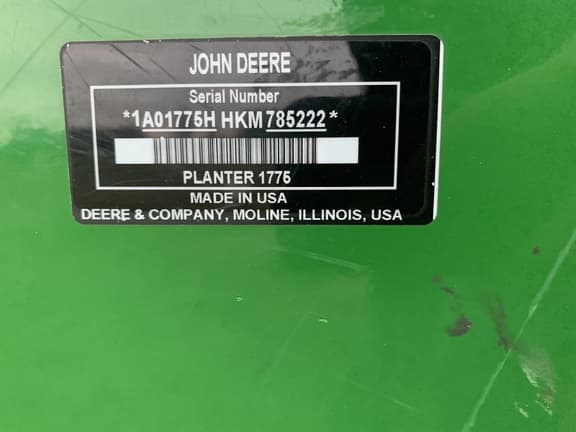 JOHN DEERE
Serial Number
*1A01775H HKM785222*
PLANTER 1775
MADE IN USA
DEERE & COMPANY, MOLINE, ILLINOIS, USA